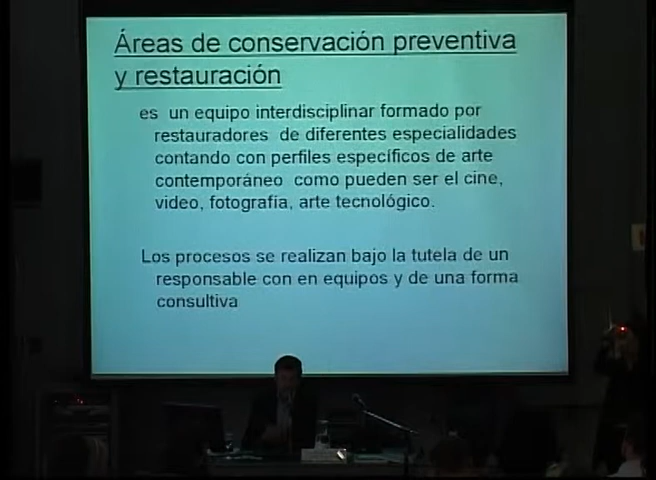 Áreas de conservación preventiva
y restauración
es un equipo interdisciplinar formado por
restauradores de diferentes especialidades
contando con perfiles específicos de arte
contemporáneo como pueden ser el cine,
video, fotografía, arte tecnológico.
Los procesos se realizan bajo la tutela de un
responsable con en equipos y de una forma
consultiva